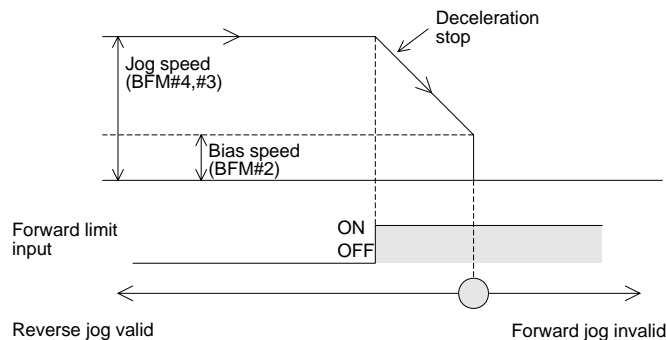 Deceleration
stop
Jog speed
(BFM#4,#3)
Bias speed
(BFM#2)
Forward limit
input
ON
OFF
Reverse jog valid
Forward jog invalid